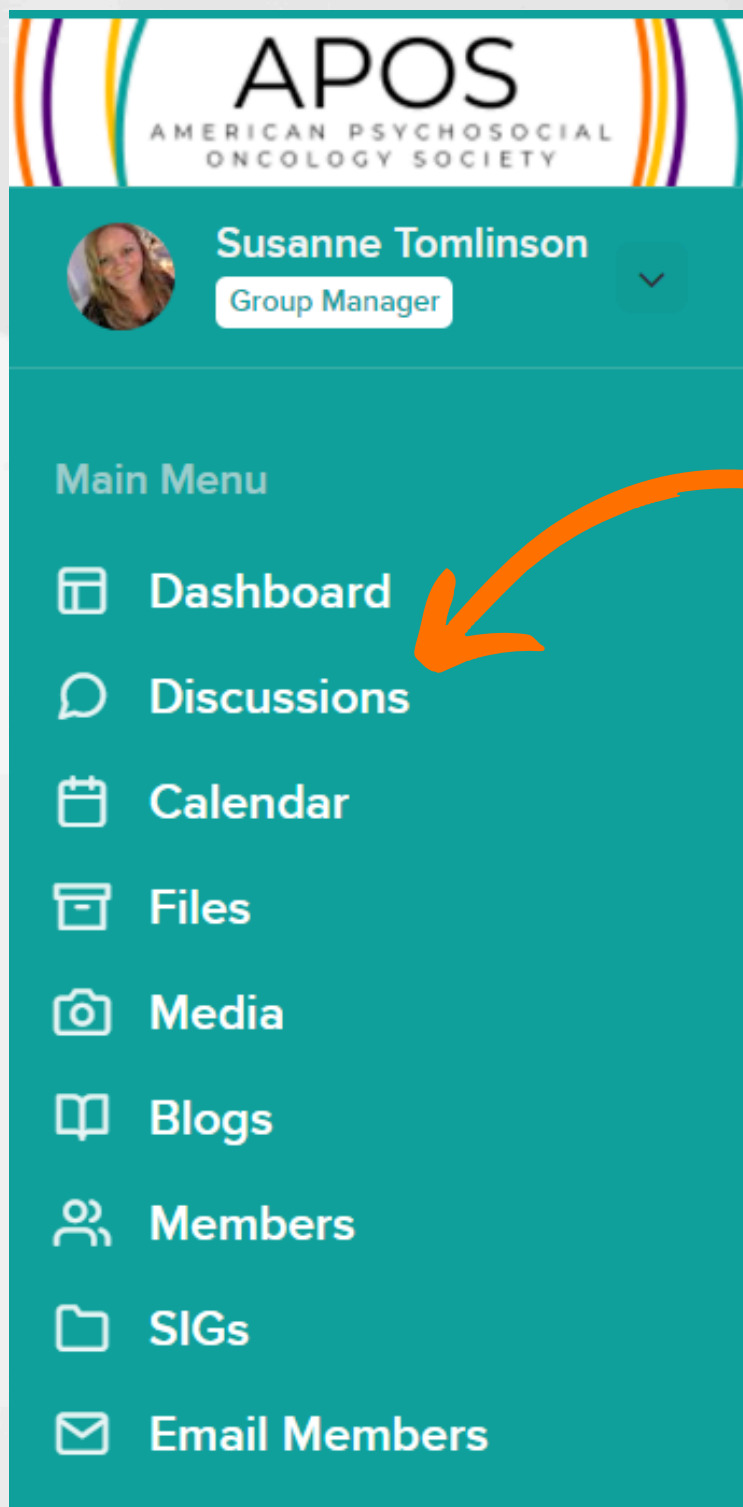 APOS
AMERICAN PSYCHOSOCIAL
ONCOLOGY SOCIETY
Susanne Tomlinson
Group Manager
Main Menu
Dashboard
Discussions
Calendar
Files
Media
Blogs
Members
SIGs
Email Members